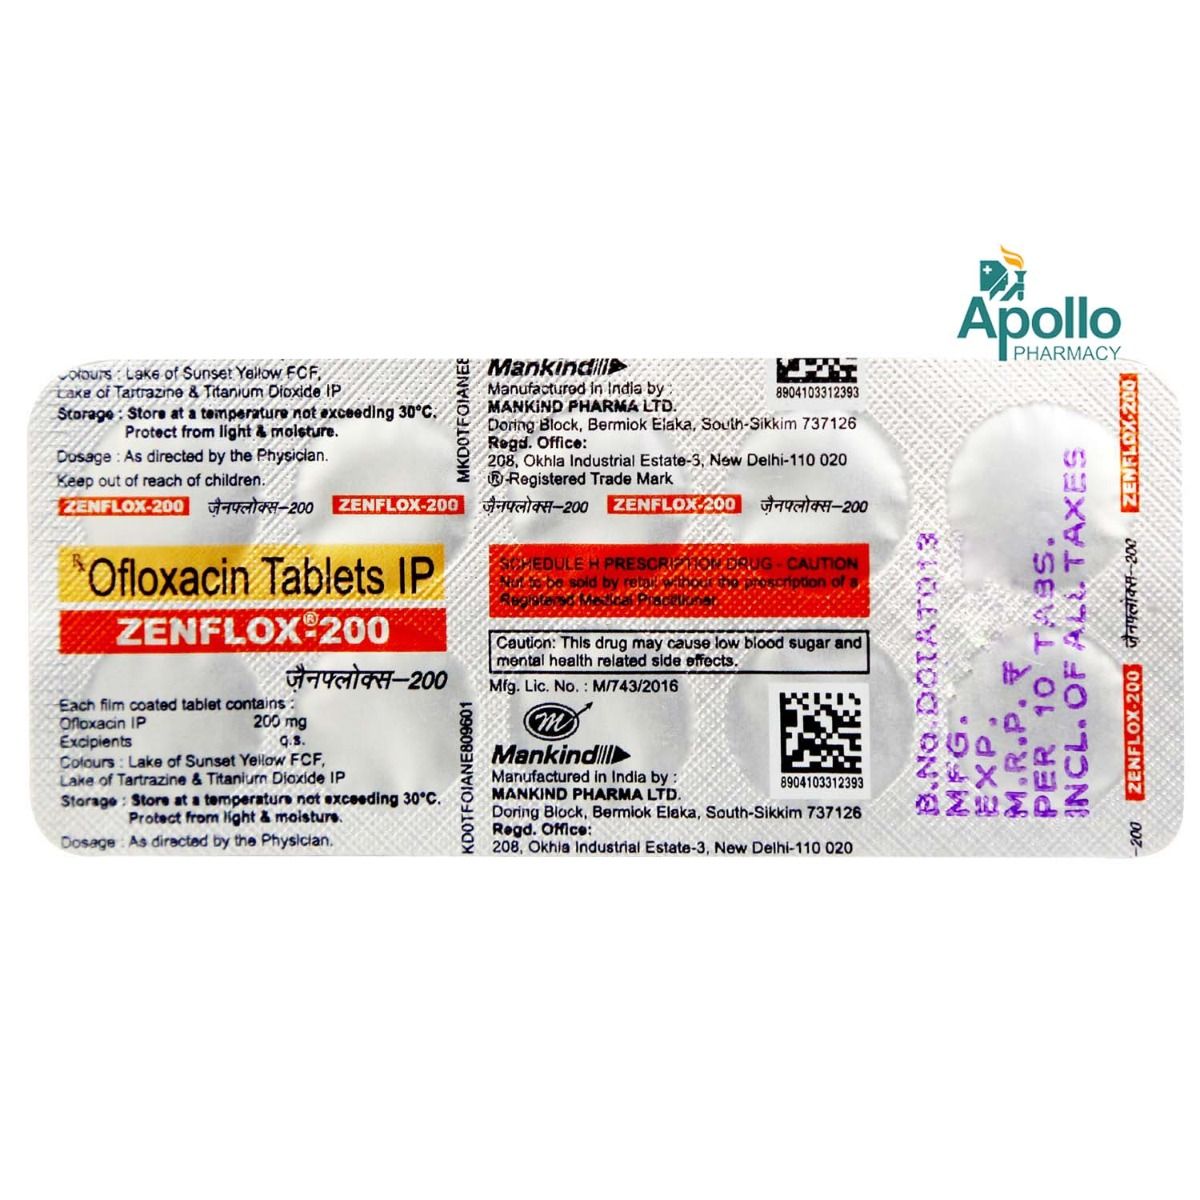 Apollo
PHARMACY
Colours : Lake of Sunset Yellow FCF,
Lake of Tartrazine & Titanium Dioxide IP
Storage : Store at a temperature not exceeding 30°C.
Protect from light & moisture.
Dosage : As directed by the Physician.
Keep out of reach of children.
Mankind
Manufactured in India by :
MANKIND PHARMA LTD.
Doring Block, Bermiok Elaka, South-Sikkim 737126
Regd. Office:
208, Okhla Industrial Estate-3, New Delhi-110 020
®-Registered Trade Mark
8904103312393
ZENFLOX-200 ज़ैनफ्लोक्स-200 ZENFLOX-200 ज़ैनफ्लोक्स-200 ZENFLOX-200 ज़ैनफ्लोक्स-200
Rx Ofloxacin Tablets IP
ZENFLOX®-200
ज़ैनफ्लोक्स-200
Each film coated tablet contains :
Ofloxacin IP 200 mg
Excipients q.s.
Colours : Lake of Sunset Yellow FCF,
Lake of Tartrazine & Titanium Dioxide IP
Storage : Store at a temperature not exceeding 30°C.
Protect from light & moisture.
Dosage : As directed by the Physician.
SCHEDULE H PRESCRIPTION DRUG - CAUTION
Not to be sold by retail without the prescription of a
Registered Medical Practitioner.
Caution: This drug may cause low blood sugar and
mental health related side effects.
Mfg. Lic. No. : M/743/2016
m
Mankind
Manufactured in India by :
MANKIND PHARMA LTD.
Doring Block, Bermiok Elaka, South-Sikkim 737126
Regd. Office:
208, Okhla Industrial Estate-3, New Delhi-110 020
8904103312393
B.No.
MFG.
EXP.
M.R.P. ₹
PER 10 TABS.
INCL. OF ALL TAXES
ZENFLOX-200
ज़ैनफ्लोक्स-200
ZENFLOX-200
-200